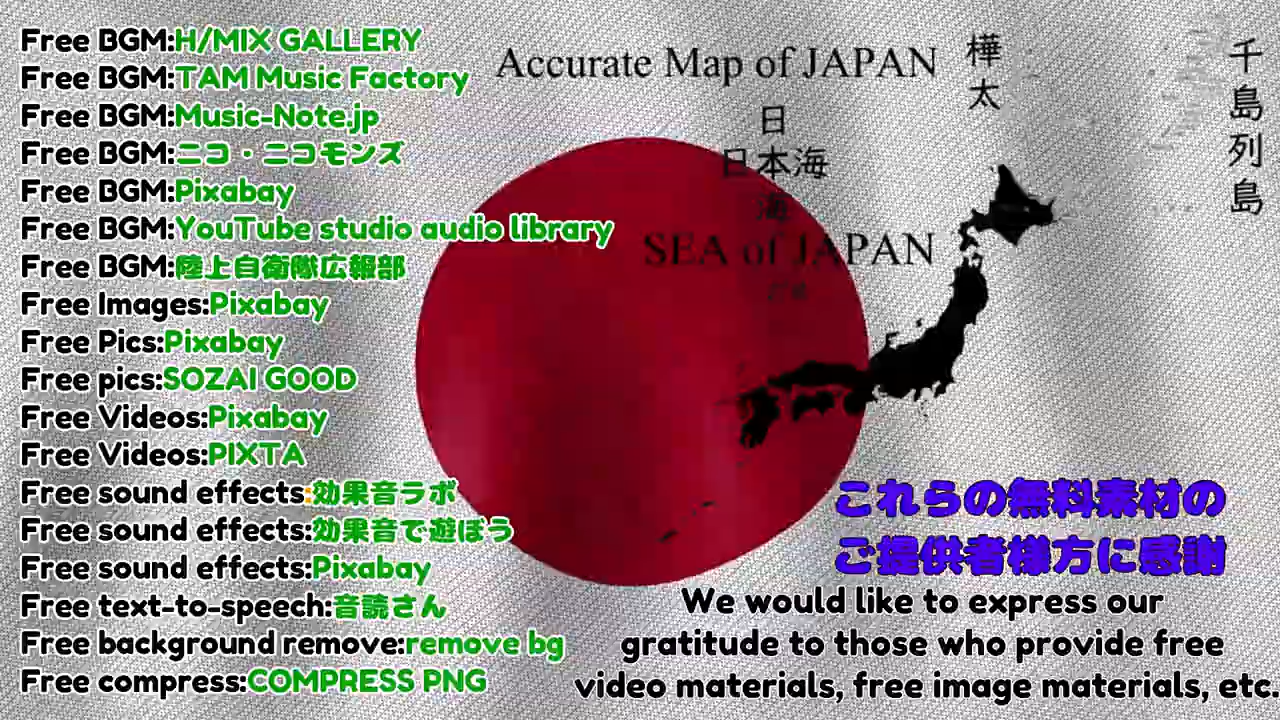 Free BGM:H/MIX GALLERY
Free BGM:TAM Music Factory
Free BGM:Music-Note.jp
Free BGM:ニコ・ニコモンズ
Free BGM:Pixabay
Free BGM:YouTube studio audio library
Free BGM:陸上自衛隊広報部
Free Images:Pixabay
Free Pics:Pixabay
Free pics:SOZAI GOOD
Free Videos:Pixabay
Free Videos:PIXTA
Free sound effects:効果音ラボ
Free sound effects:効果音で遊ぼう
Free sound effects:Pixabay
Free text-to-speech:音読さん
Free background remove:remove bg
Free compress:COMPRESS PNG
Accurate Map of JAPAN
樺太
千島列島
日
日本海
海
SEA of JAPAN
これらの無料素材の
ご提供者様方に感謝
We would like to express our
gratitude to those who provide free
video materials, free image materials, etc.